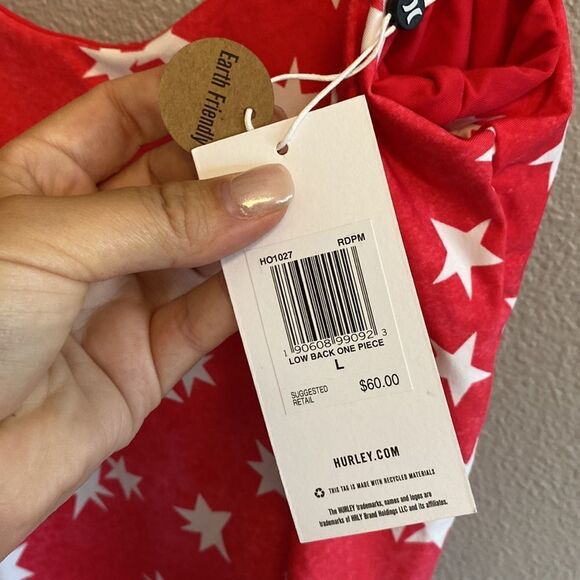 Earth Friendly
HO1027 RDPM
1 90608 99092 3
LOW BACK ONE PIECE
L
SUGGESTED
RETAIL
$60.00
HURLEY.COM
THIS TAG IS MADE WITH RECYCLED MATERIALS
The HURLEY trademarks, names and logos are
trademarks of HRLY Brand Holdings LLC and its affiliates.